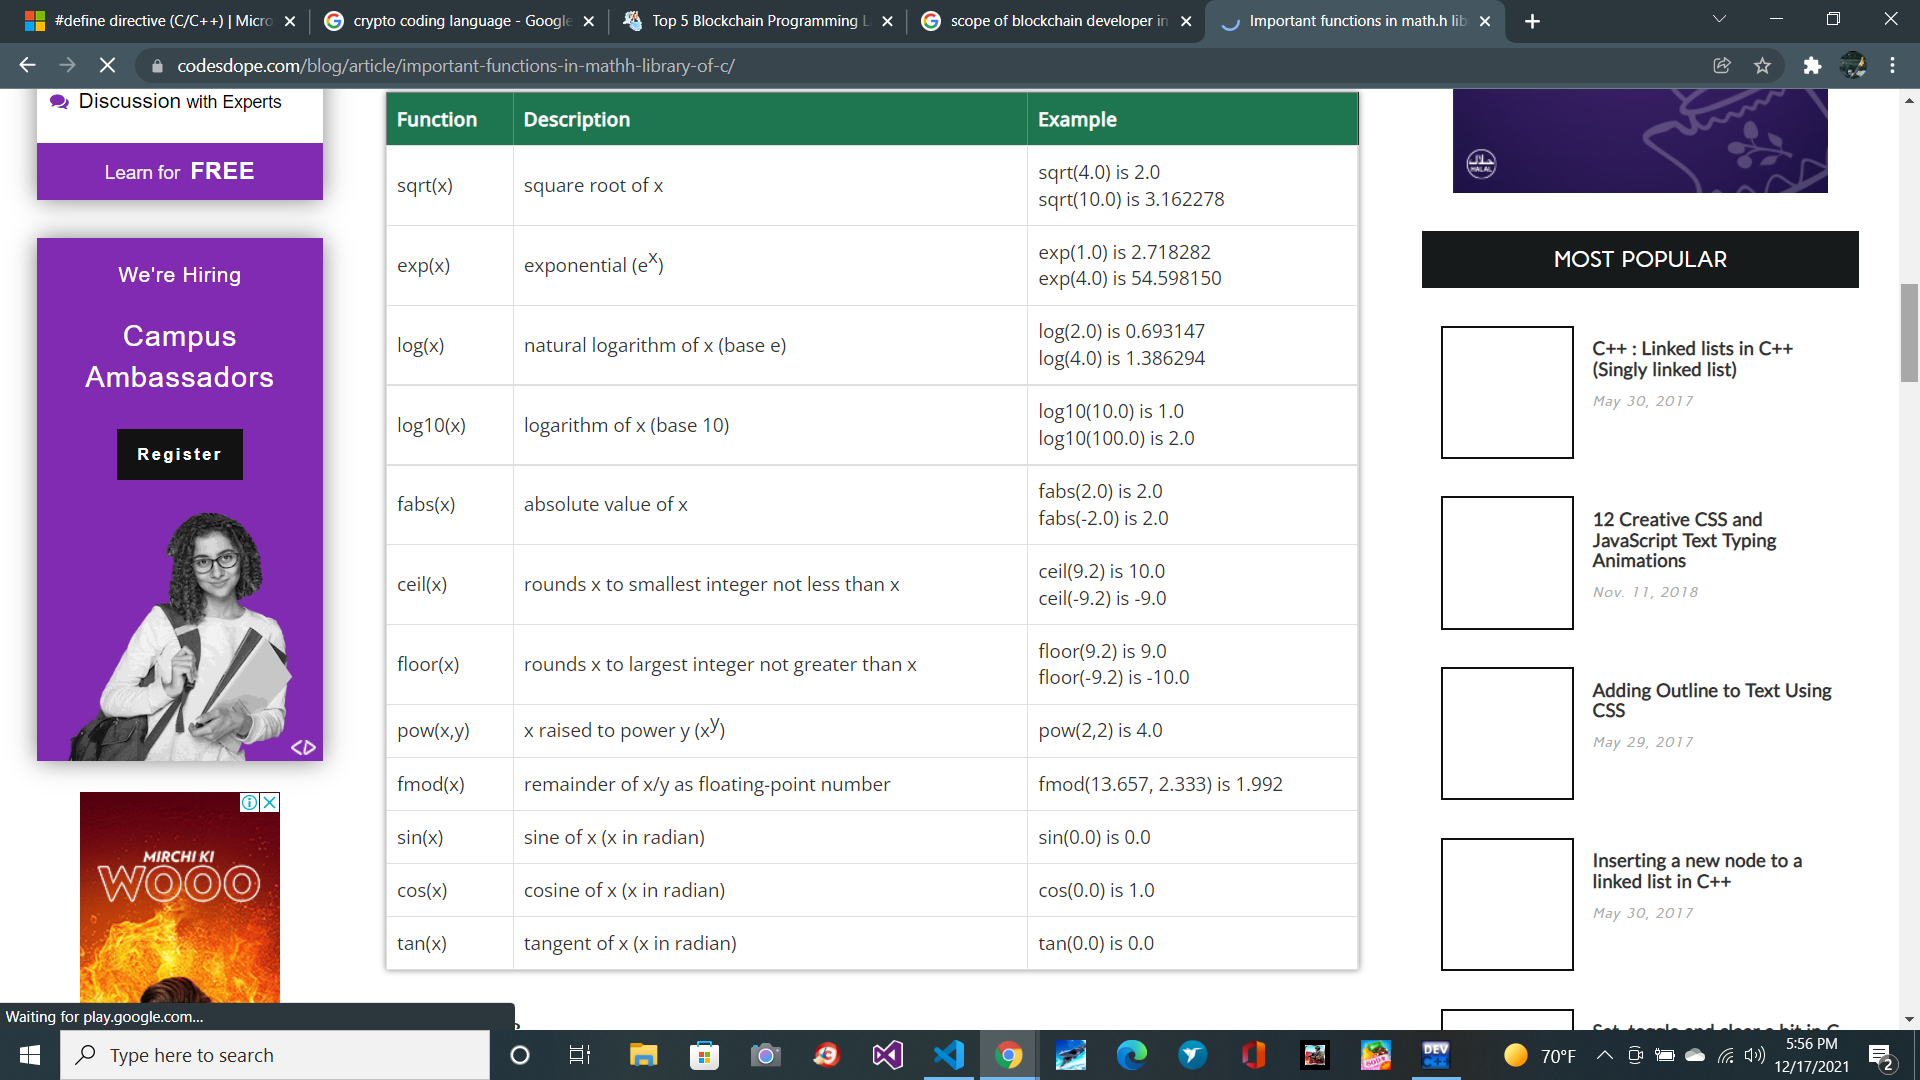 #define directive (C/C++) | Micro
crypto coding language - Google
Top 5 Blockchain Programming L
scope of blockchain developer in
Important functions in math.h lib
codesdope.com/blog/article/important-functions-in-mathh-library-of-c/
Discussion with Experts
Learn for FREE
We're Hiring
Campus
Ambassadors
Register
MIRCHI KI
WOOO
Function Description Example
sqrt(x) square root of x sqrt(4.0) is 2.0
sqrt(10.0) is 3.162278
exp(x) exponential (e^x) exp(1.0) is 2.718282
exp(4.0) is 54.598150
log(x) natural logarithm of x (base e) log(2.0) is 0.693147
log(4.0) is 1.386294
log10(x) logarithm of x (base 10) log10(10.0) is 1.0
log10(100.0) is 2.0
fabs(x) absolute value of x fabs(2.0) is 2.0
fabs(-2.0) is 2.0
ceil(x) rounds x to smallest integer not less than x ceil(9.2) is 10.0
ceil(-9.2) is -9.0
floor(x) rounds x to largest integer not greater than x floor(9.2) is 9.0
floor(-9.2) is -10.0
pow(x,y) x raised to power y (x^y) pow(2,2) is 4.0
fmod(x) remainder of x/y as floating-point number fmod(13.657, 2.333) is 1.992
sin(x) sine of x (x in radian) sin(0.0) is 0.0
cos(x) cosine of x (x in radian) cos(0.0) is 1.0
tan(x) tangent of x (x in radian) tan(0.0) is 0.0
حلال
HALAL
MOST POPULAR
C++ : Linked lists in C++
(Singly linked list)
May 30, 2017
12 Creative CSS and
JavaScript Text Typing
Animations
Nov. 11, 2018
Adding Outline to Text Using
CSS
May 29, 2017
Inserting a new node to a
linked list in C++
May 30, 2017
Set, toggle and clear a bit in C
Waiting for play.google.com...
Type here to search
DEV
C++
70°F
5:56 PM
12/17/2021
2